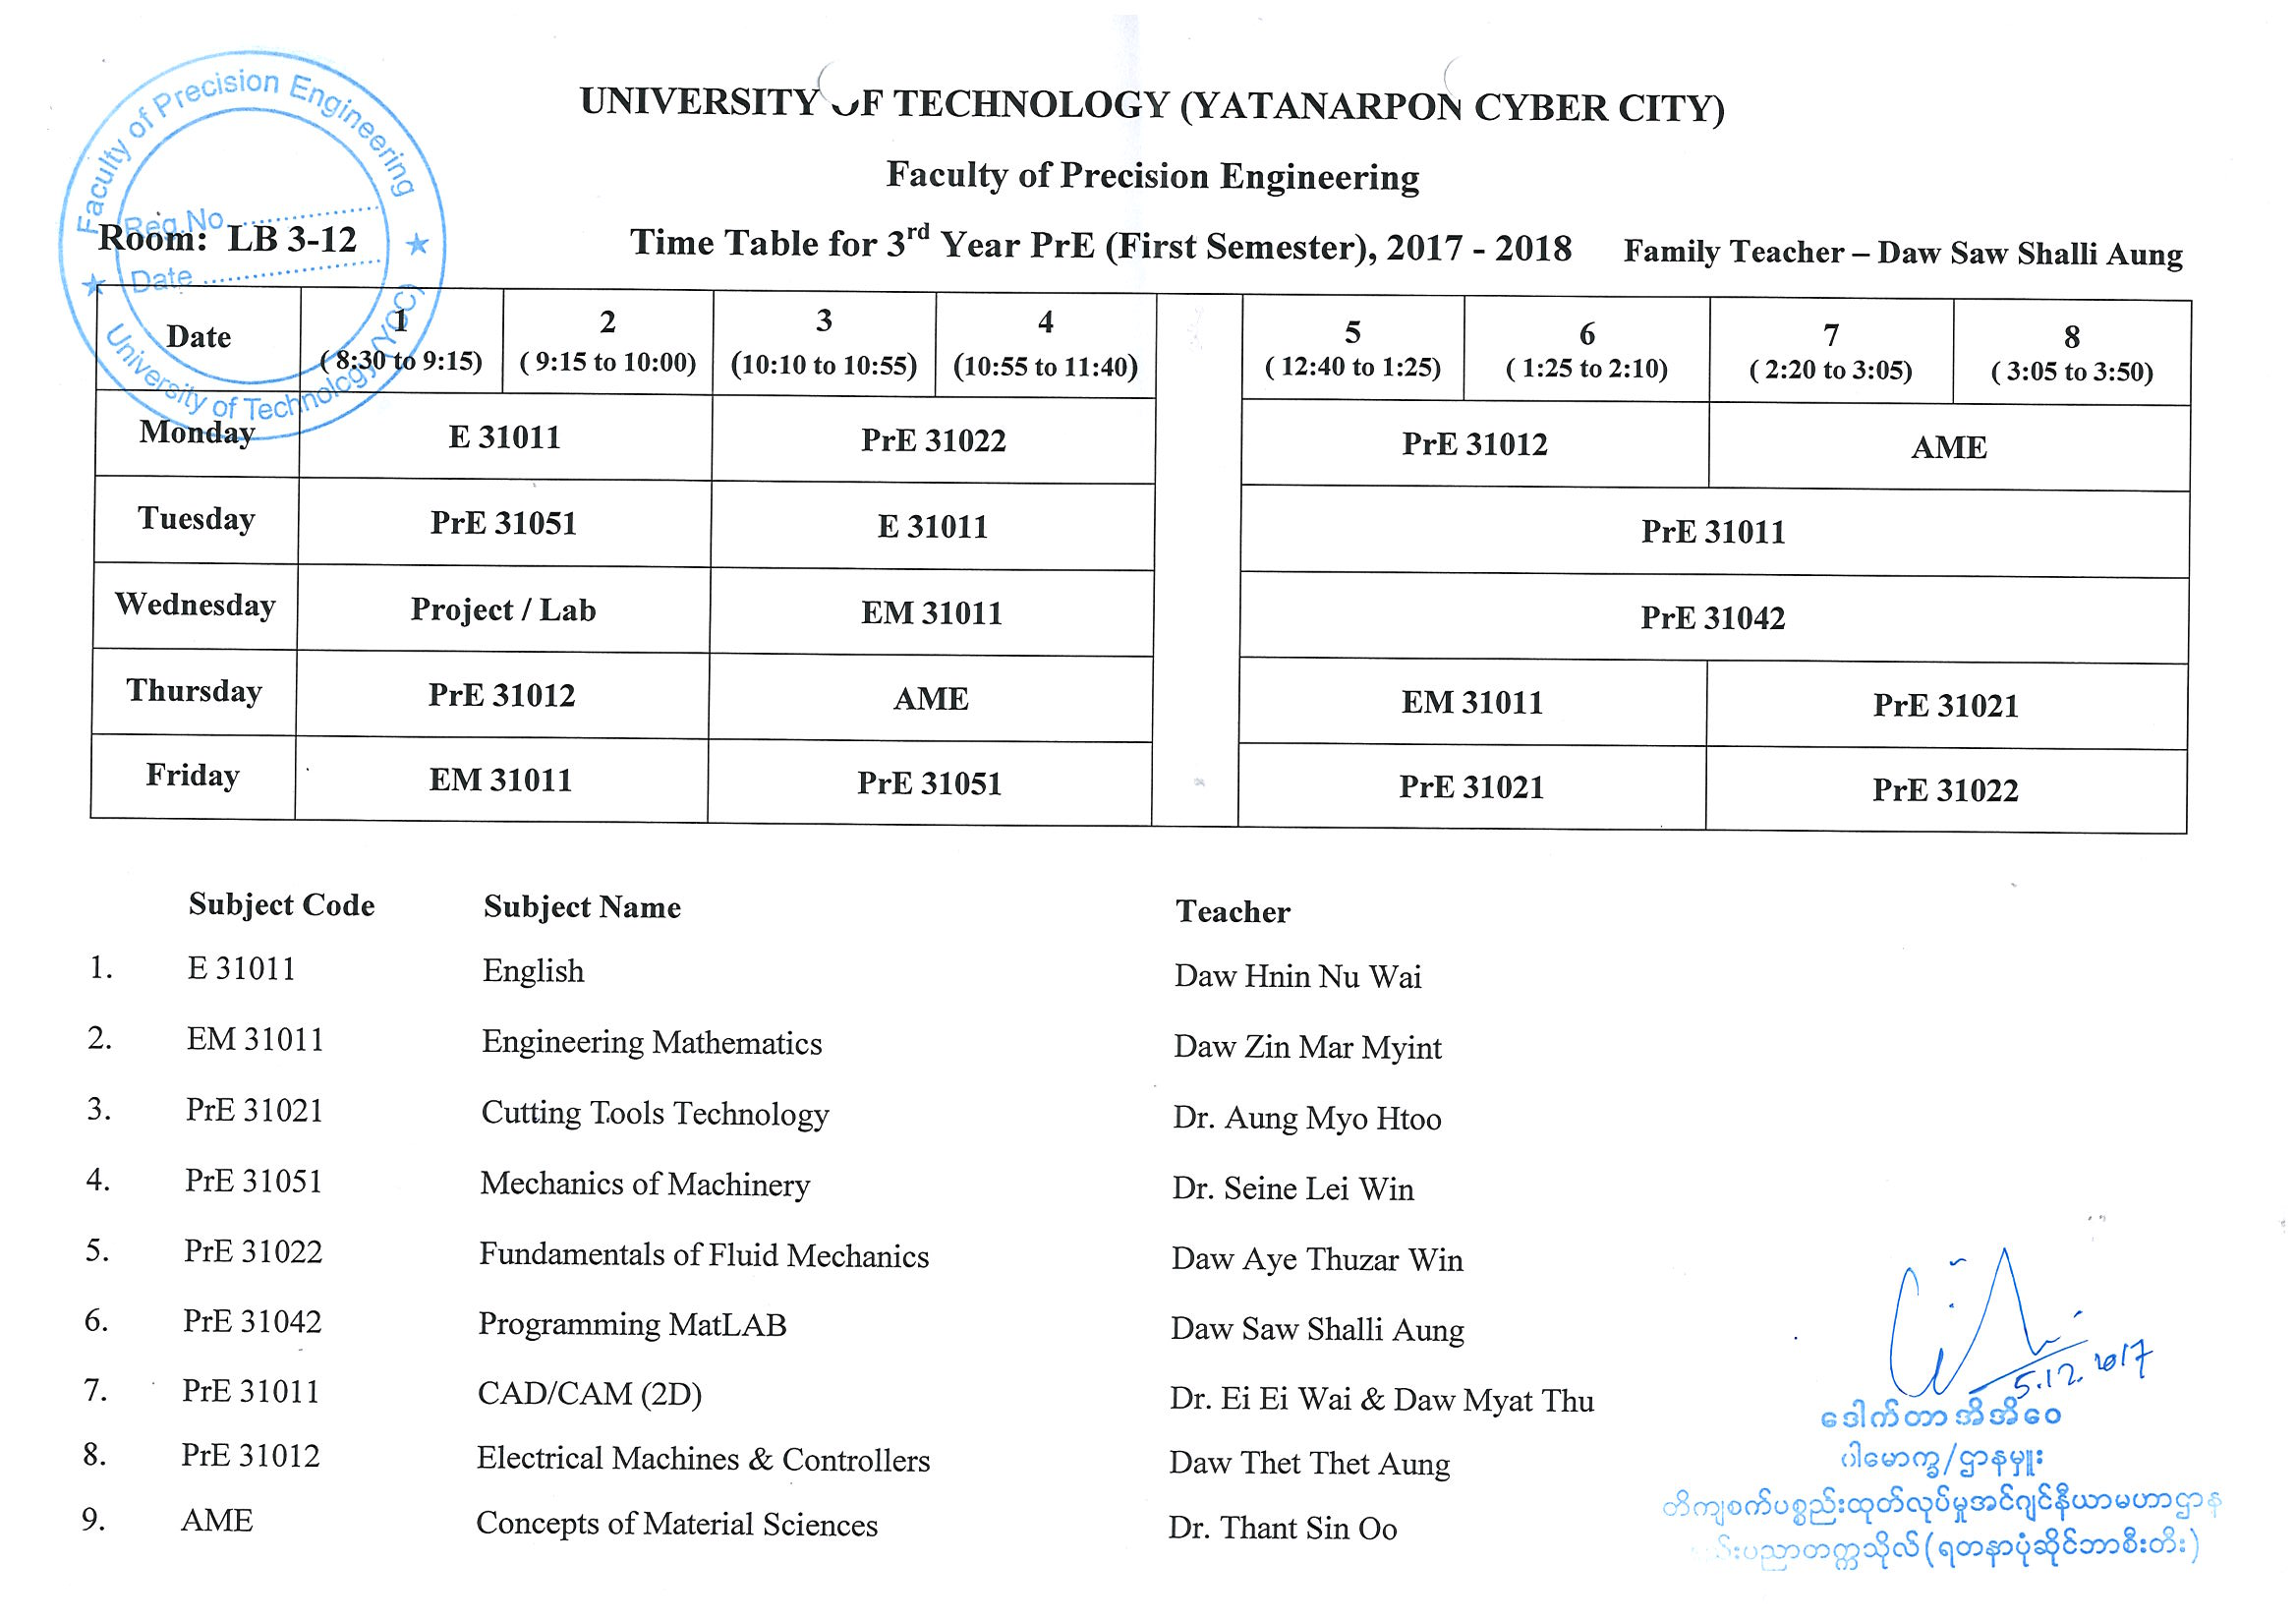 Faculty of Precision Engineering
Reg.No
Date
University of Technology (YCC)
UNIVERSITY OF TECHNOLOGY (YATANARPON CYBER CITY)
Faculty of Precision Engineering
Room: LB 3-12 Time Table for 3rd Year PrE (First Semester), 2017 - 2018 Family Teacher – Daw Saw Shalli Aung
Date 1 2 3 4 5 6 7 8
( 8:30 to 9:15) ( 9:15 to 10:00) (10:10 to 10:55) (10:55 to 11:40) ( 12:40 to 1:25) ( 1:25 to 2:10) ( 2:20 to 3:05) ( 3:05 to 3:50)
Monday E 31011 PrE 31022 PrE 31012 AME
Tuesday PrE 31051 E 31011 PrE 31011
Wednesday Project / Lab EM 31011 PrE 31042
Thursday PrE 31012 AME EM 31011 PrE 31021
Friday EM 31011 PrE 31051 PrE 31021 PrE 31022
Subject Code Subject Name Teacher
1. E 31011 English Daw Hnin Nu Wai
2. EM 31011 Engineering Mathematics Daw Zin Mar Myint
3. PrE 31021 Cutting Tools Technology Dr. Aung Myo Htoo
4. PrE 31051 Mechanics of Machinery Dr. Seine Lei Win
5. PrE 31022 Fundamentals of Fluid Mechanics Daw Aye Thuzar Win
6. PrE 31042 Programming MatLAB Daw Saw Shalli Aung
7. PrE 31011 CAD/CAM (2D) Dr. Ei Ei Wai & Daw Myat Thu
8. PrE 31012 Electrical Machines & Controllers Daw Thet Thet Aung
9. AME Concepts of Material Sciences Dr. Thant Sin Oo
5.12.2017
ဒေါက်တာအိအိဝေ
ပါမောက္ခ/ဌာနမှူး
တိကျစက်ပစ္စည်းထုတ်လုပ်မှုအင်ဂျင်နီယာမဟာဌာန
(ရတနာပုံဆိုင်ဘာစီးတီး)